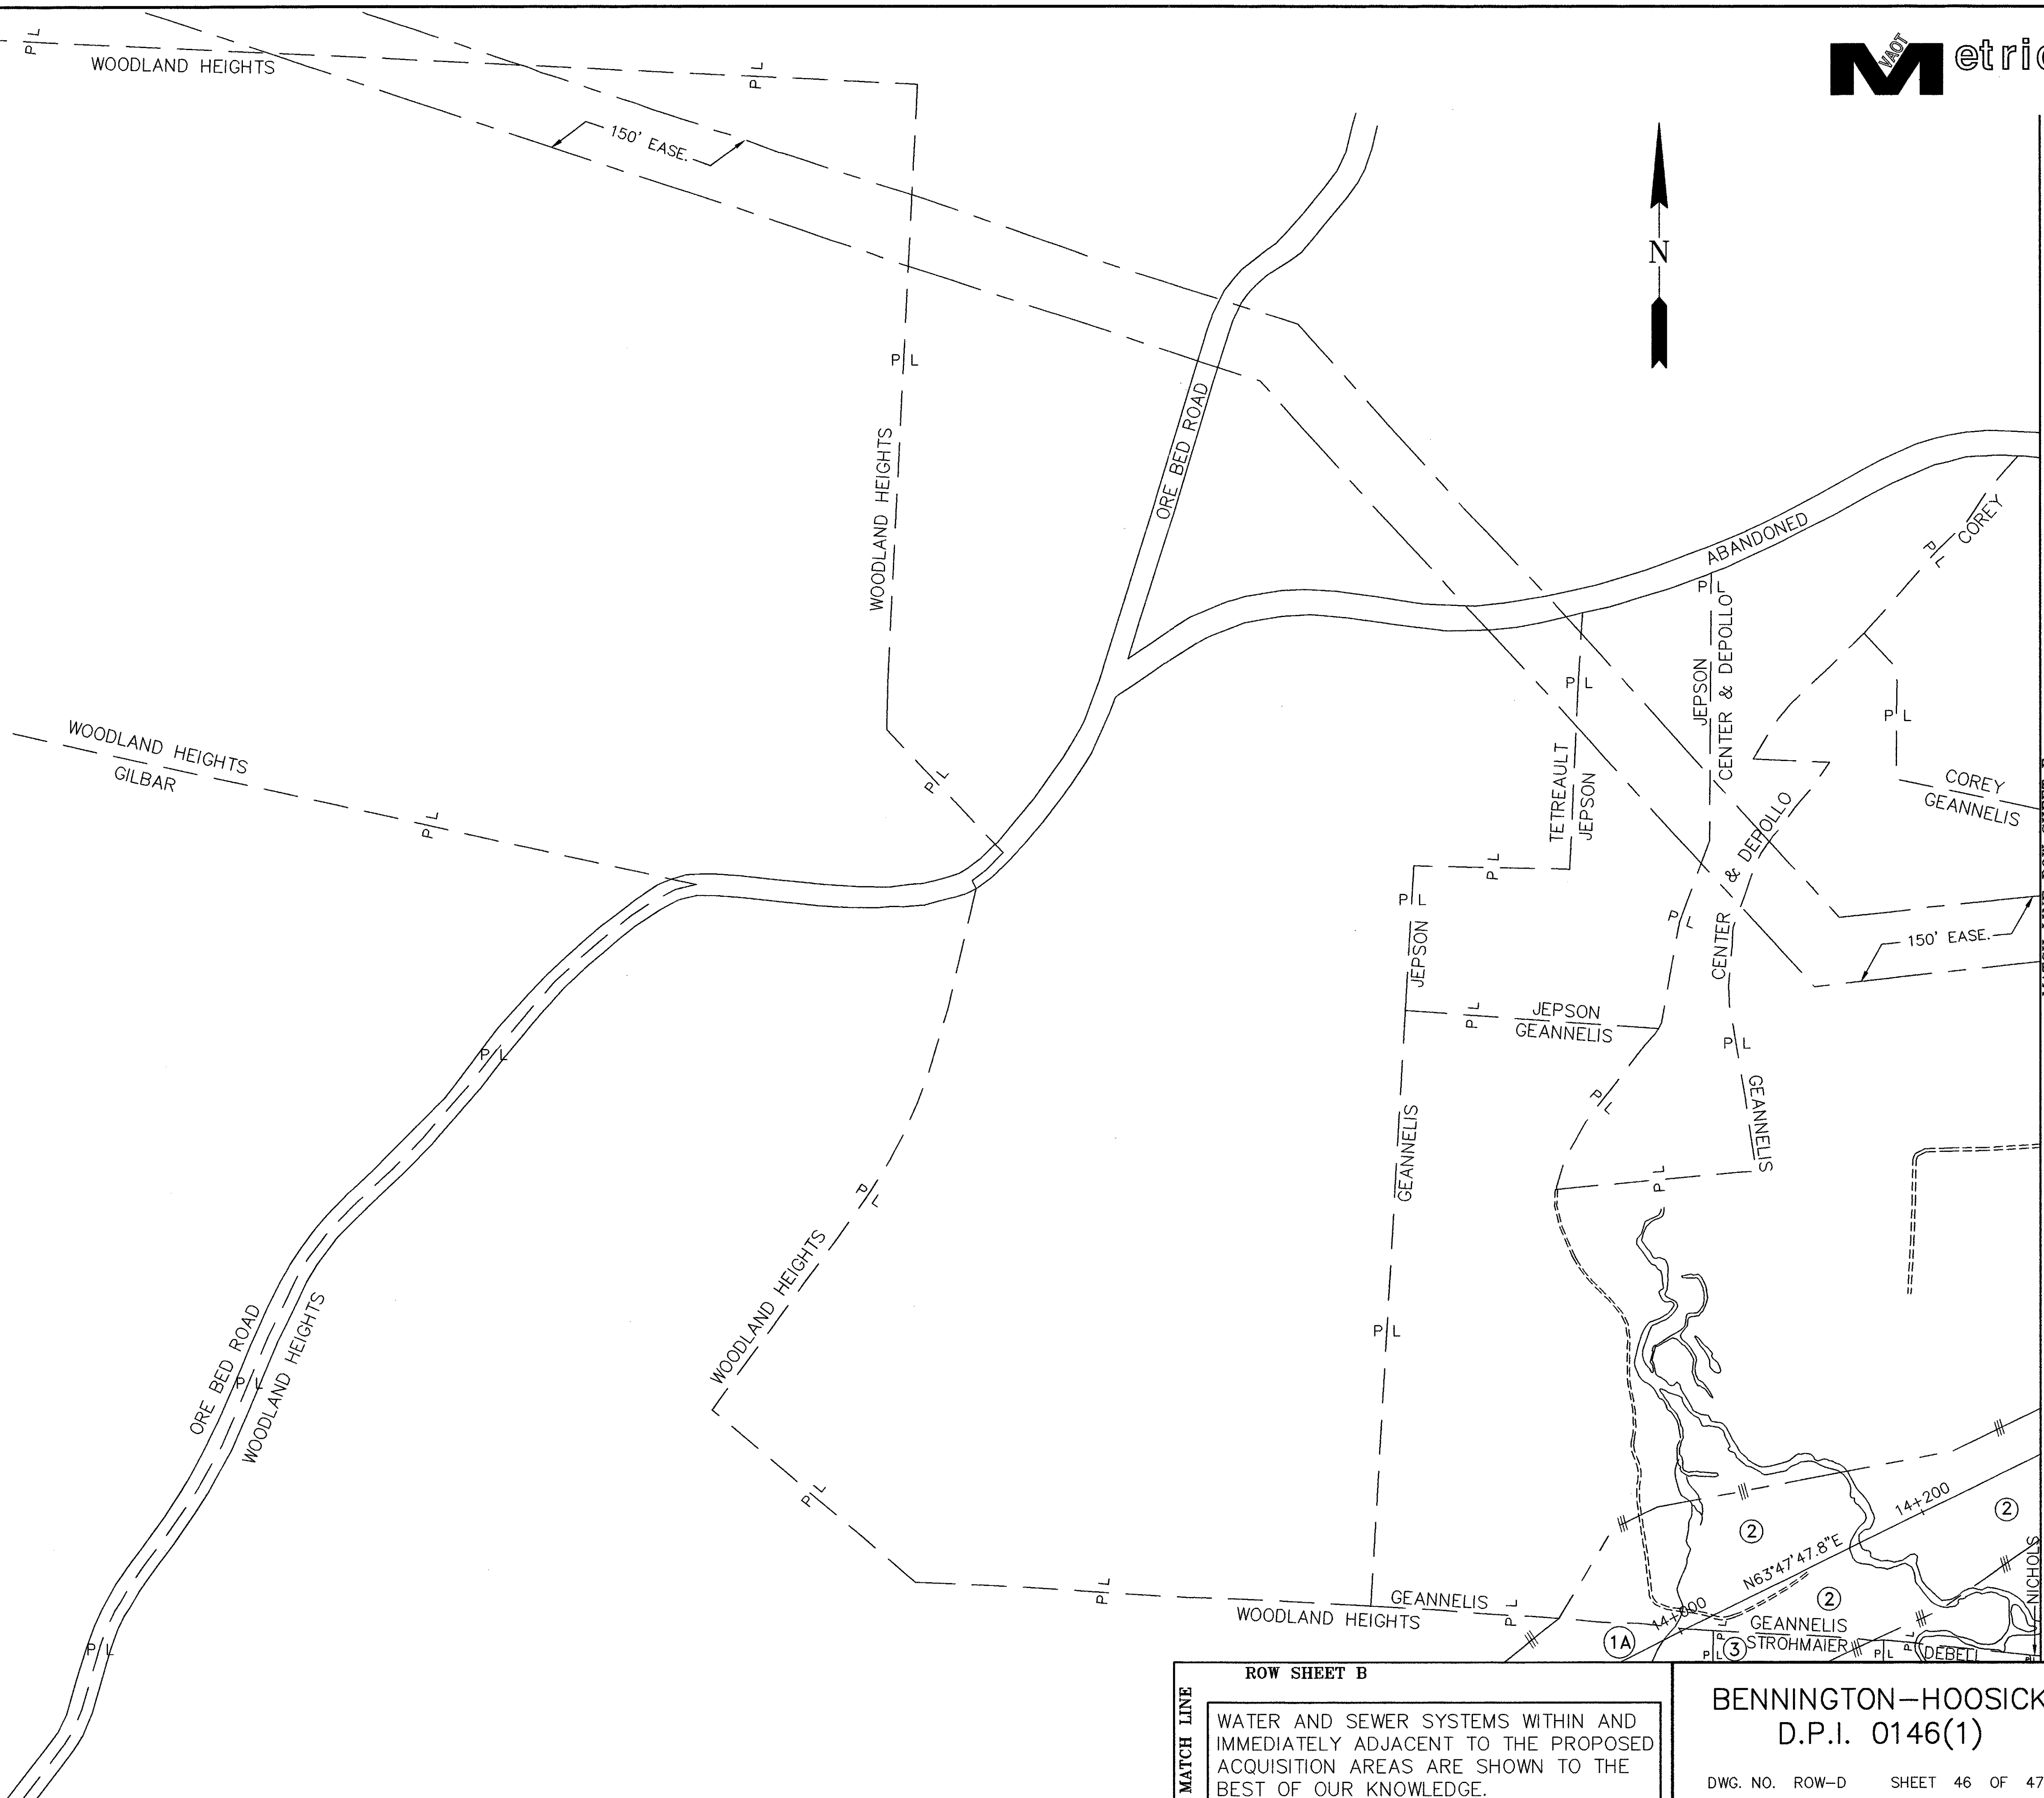 P L
WOODLAND HEIGHTS
P L
VAOT
M etric
150' EASE.
N
P L
WOODLAND HEIGHTS
ORE BED ROAD
ABANDONED
COREY
P L
P L
JEPSON
CENTER & DEPOLLO
P L
P L
WOODLAND HEIGHTS
GILBAR
P L
P L
TETREAULT
JEPSON
COREY
GEANNELIS
CENTER & DEPOLLO
P L
P L
JEPSON
P L
150' EASE.
P L
JEPSON
GEANNELIS
P L
P L
P L
GEANNELIS
GEANNELIS
P L
P L
WOODLAND HEIGHTS
P L
ORE BED ROAD
P L
WOODLAND HEIGHTS
P L
14+200
2
2
N63°47'47.8"E
NICHOLS
P L
GEANNELIS
WOODLAND HEIGHTS
P L
14+000
2
1A
P L
P L
3
GEANNELIS
STROHMAIER
P L
P L
DEBELL
P L
ROW SHEET B
MATCH LINE
WATER AND SEWER SYSTEMS WITHIN AND
IMMEDIATELY ADJACENT TO THE PROPOSED
ACQUISITION AREAS ARE SHOWN TO THE
BEST OF OUR KNOWLEDGE.
BENNINGTON–HOOSICK
D.P.I. 0146(1)
DWG. NO. ROW–D SHEET 46 OF 47